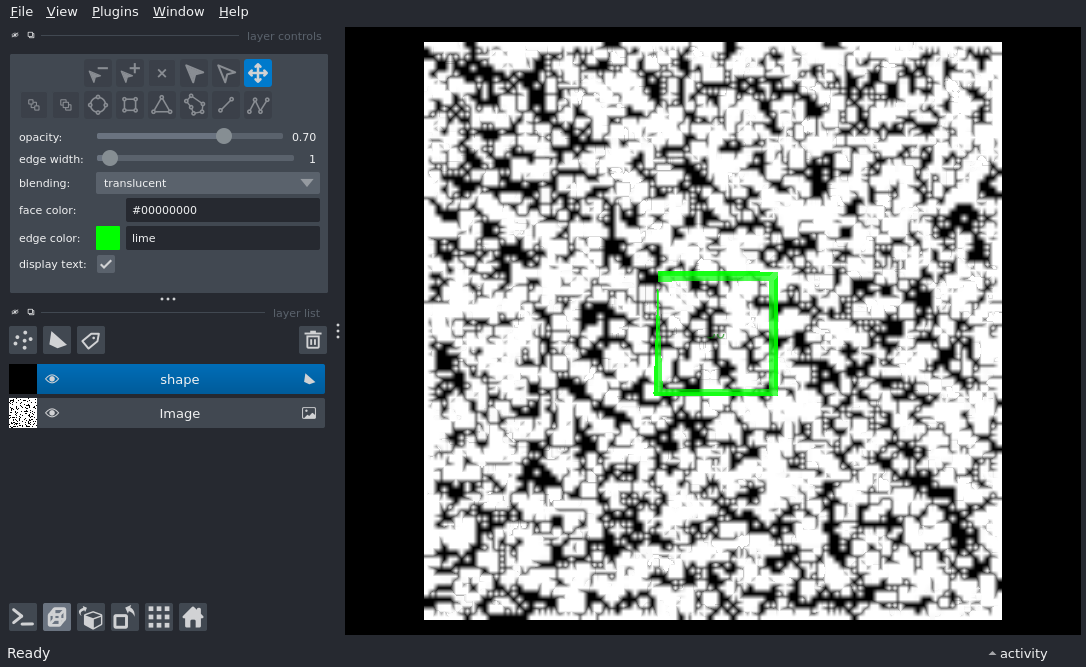 File View Plugins Window Help
layer controls
opacity: 0.70
edge width: 1
blending: translucent
face color: #00000000
edge color: lime
display text:
layer list
shape
Image
Ready activity